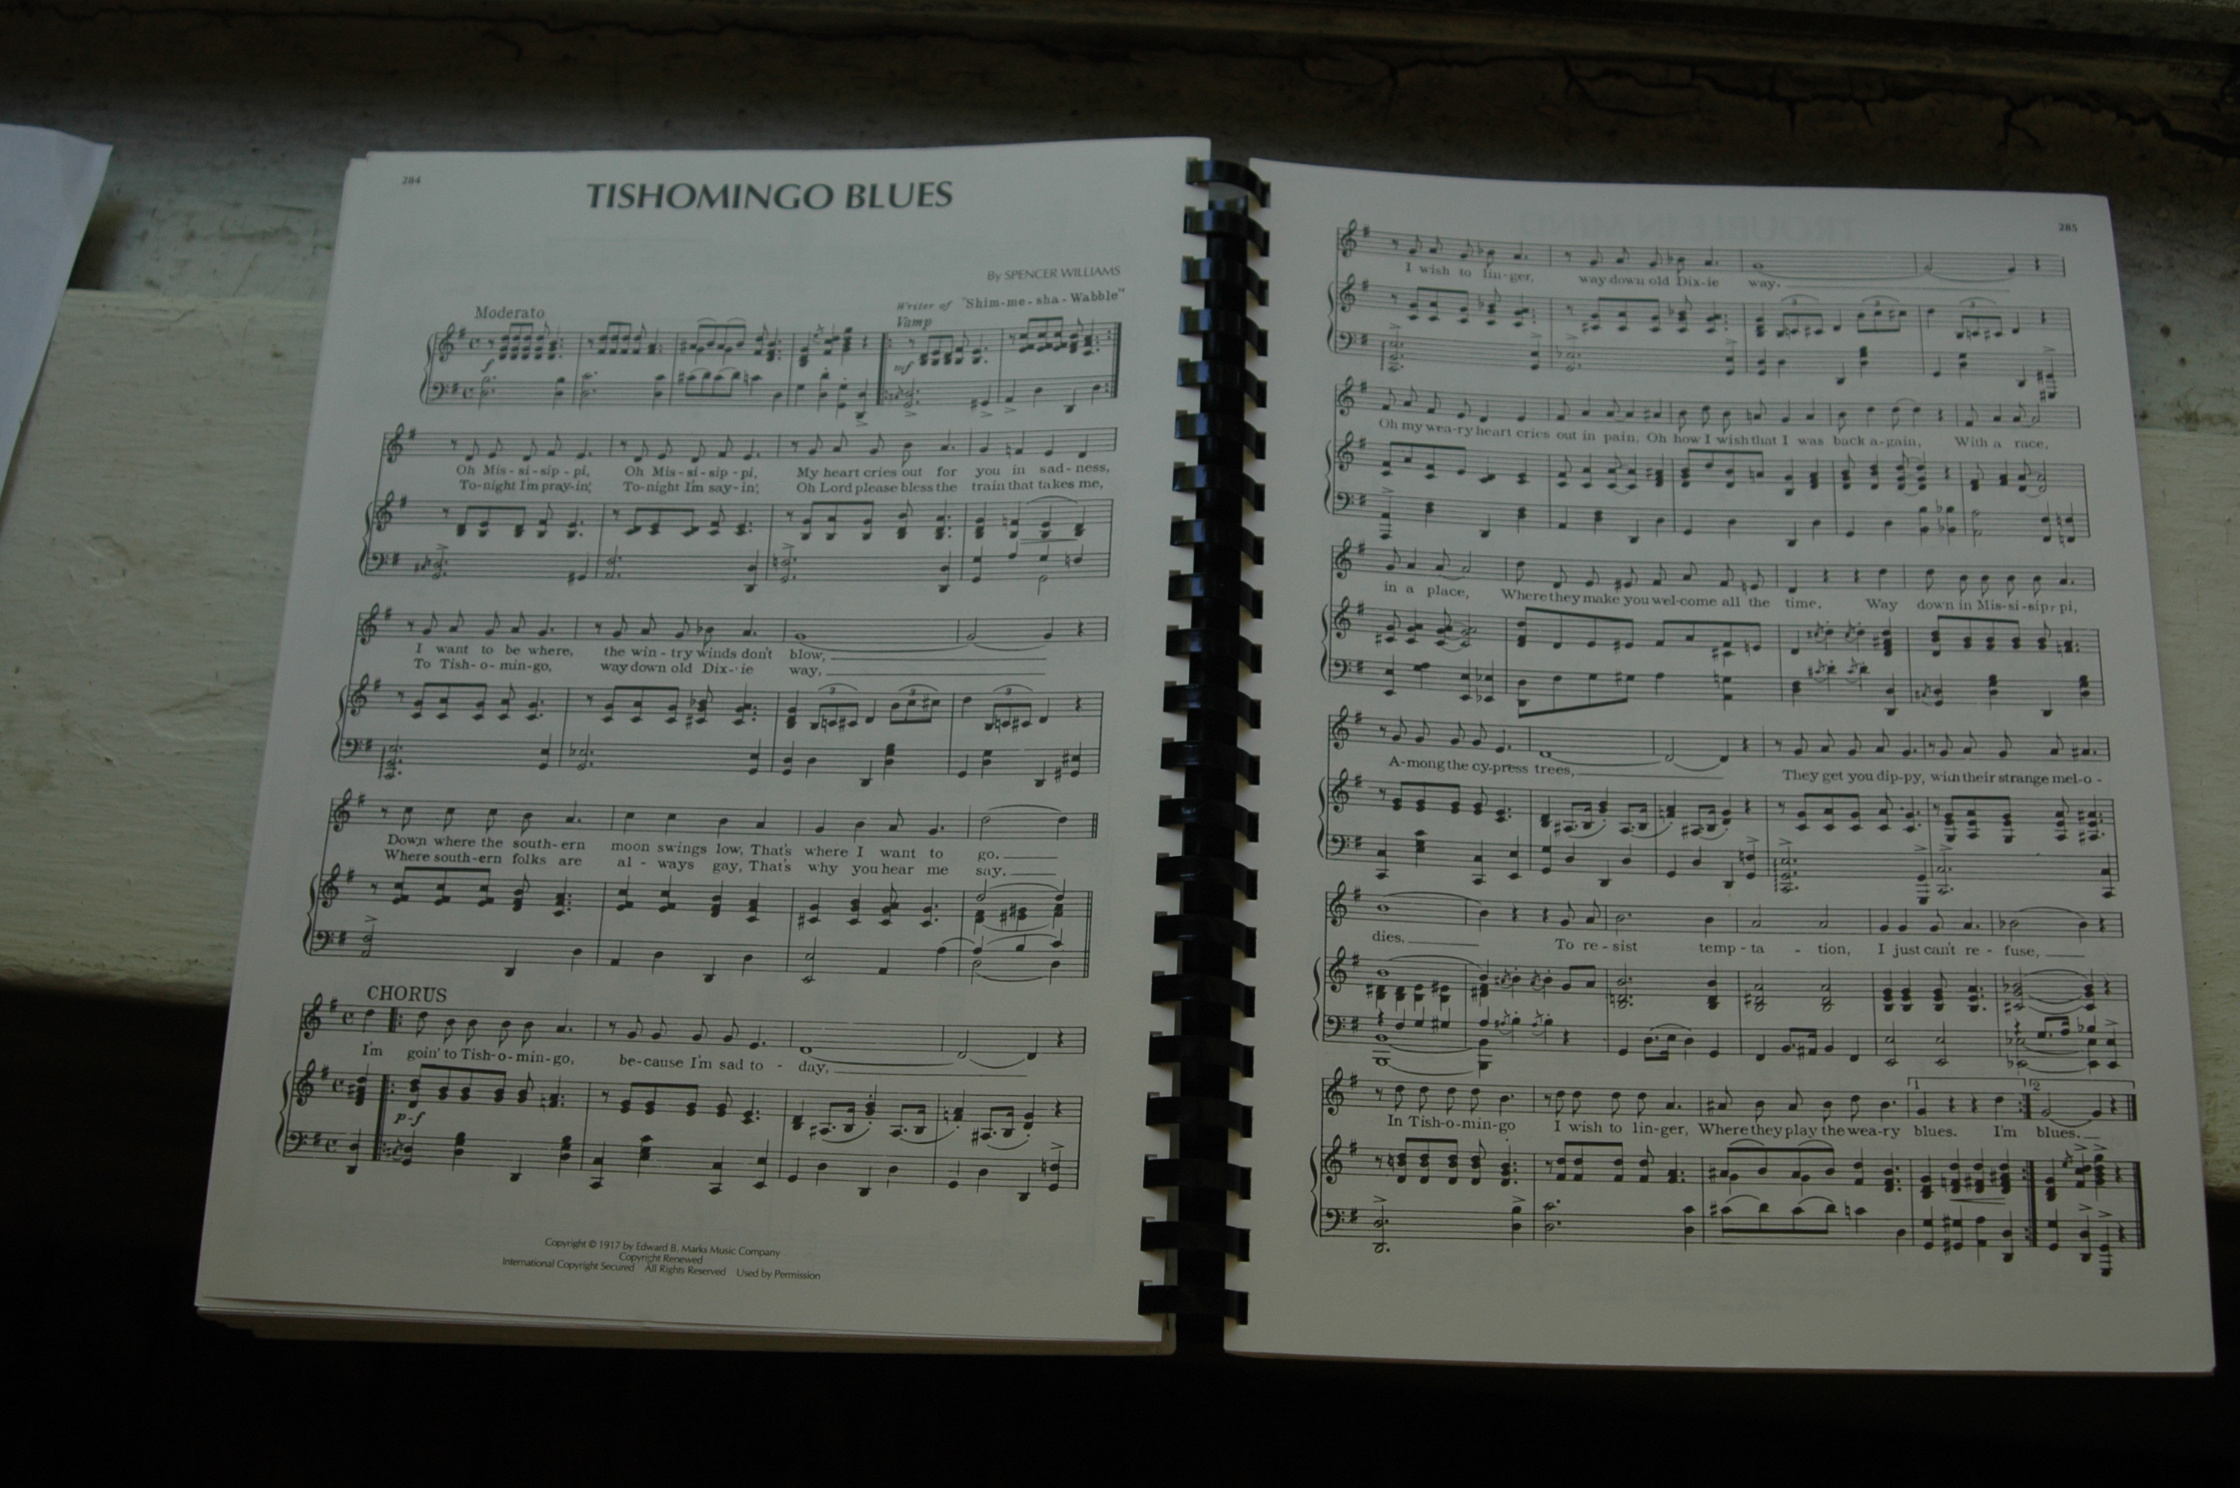 284
TISHOMINGO BLUES
By SPENCER WILLIAMS
Writer of "Shim-me-sha-Wabble"
Moderato
Vamp
f
mf
Oh Mis-si-sip-pi, Oh Mis-si-sip-pi, My heart cries out for you in sad-ness,
To-night I'm pray-in', To-night I'm say-in', Oh Lord please bless the train that takes me,
I want to be where, the win-try winds don't blow,
To Tish-o-min-go, way down old Dix-ie way,
Down where the south-ern moon swings low, That's where I want to go.
Where south-ern folks are al-ways gay, That's why you hear me say.
CHORUS
I'm goin' to Tish-o-min-go, be-cause I'm sad to-day,
p-f
Copyright © 1917 by Edward B. Marks Music Company
Copyright Renewed
International Copyright Secured All Rights Reserved Used by Permission
285
I wish to lin-ger, way down old Dix-ie way.
3 3 3
Oh my wea-ry heart cries out in pain, Oh how I wish that I was back a-gain, With a race,
in a place, Where they make you wel-come all the time. Way down in Mis-si-sip-pi,
A-mong the cy-press trees, They get you dip-py, with their strange mel-o-
dies, To re-sist temp-ta-tion, I just can't re-fuse,
1 2
In Tish-o-min-go I wish to lin-ger, Where they play the wea-ry blues. I'm blues.